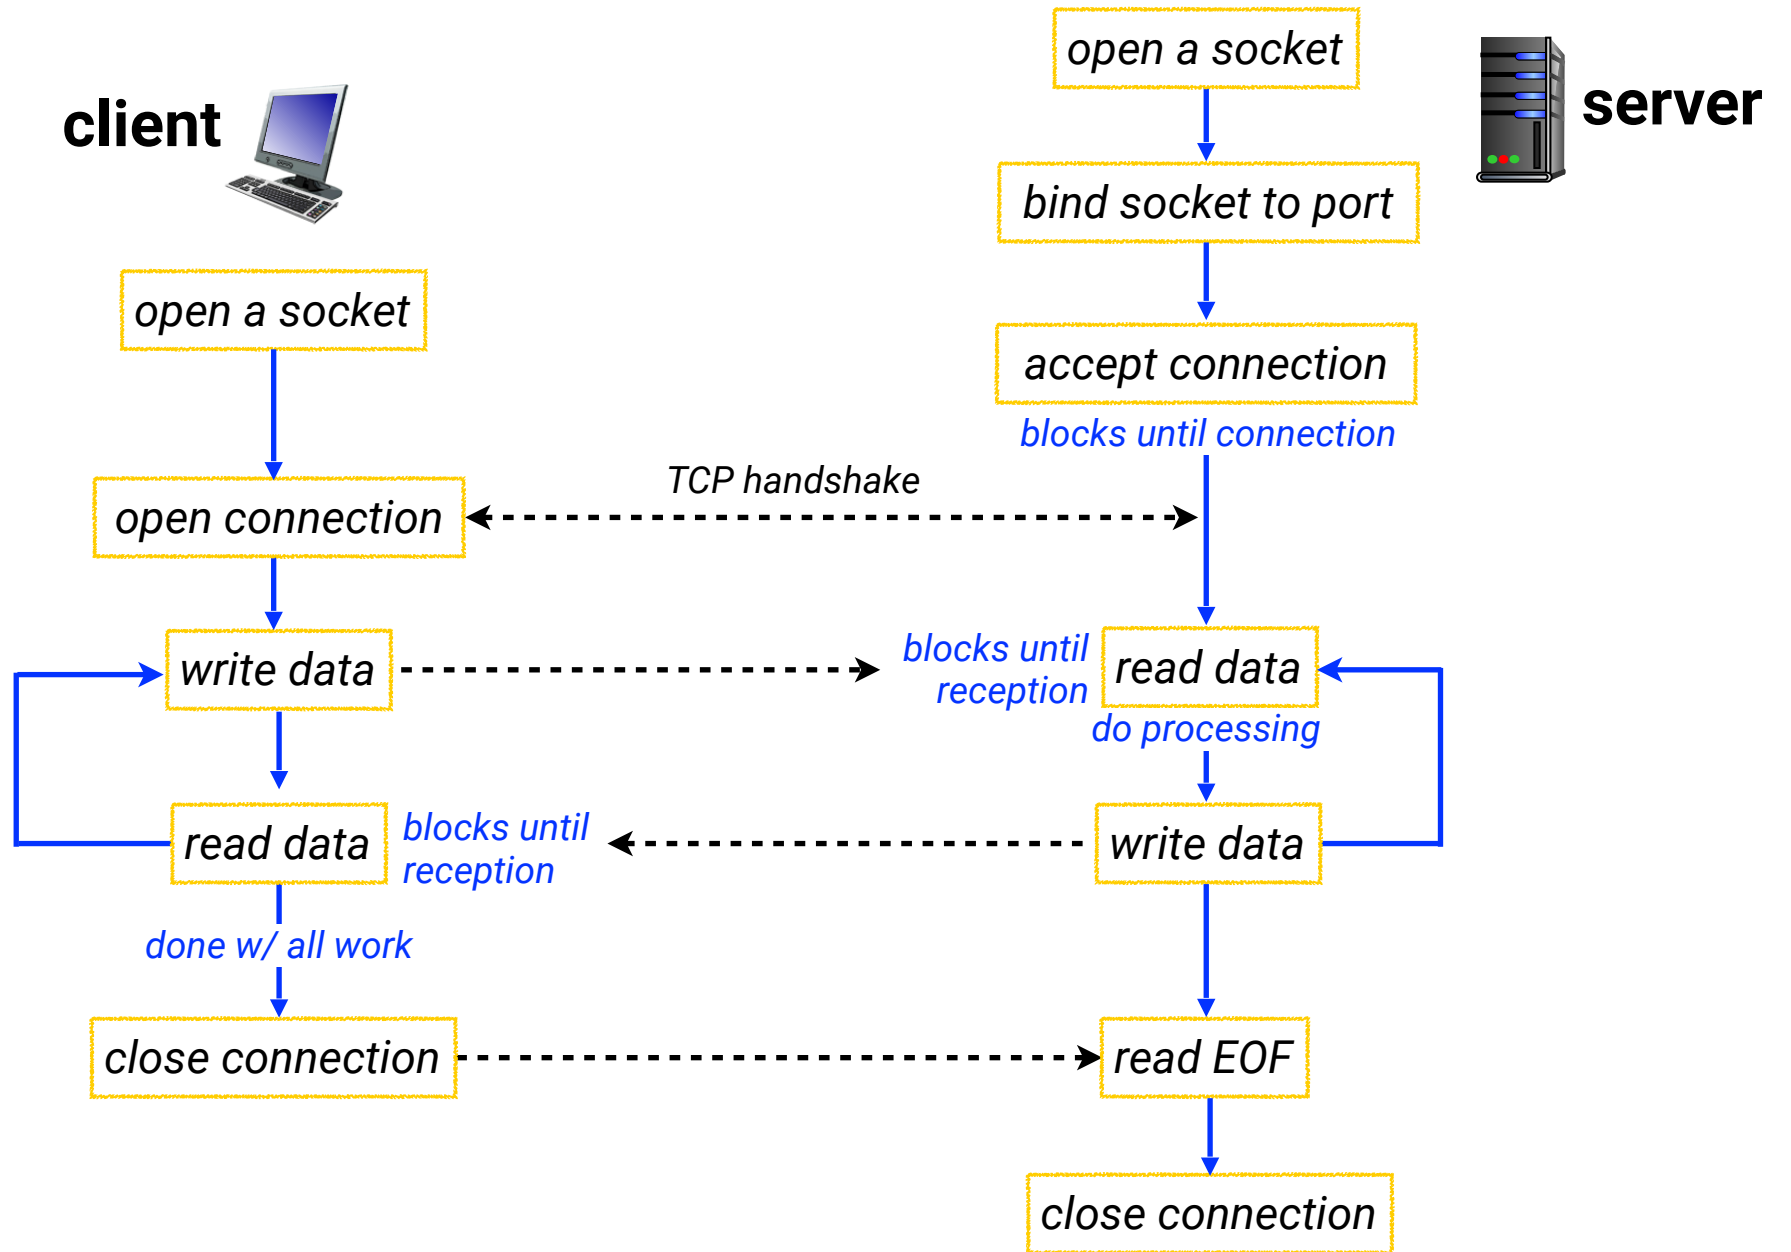 client
open a socket
server
bind socket to port
open a socket
accept connection
blocks until connection
TCP handshake
open connection
write data
blocks until
reception
read data
do processing
read data
blocks until
reception
write data
done w/ all work
close connection
read EOF
close connection